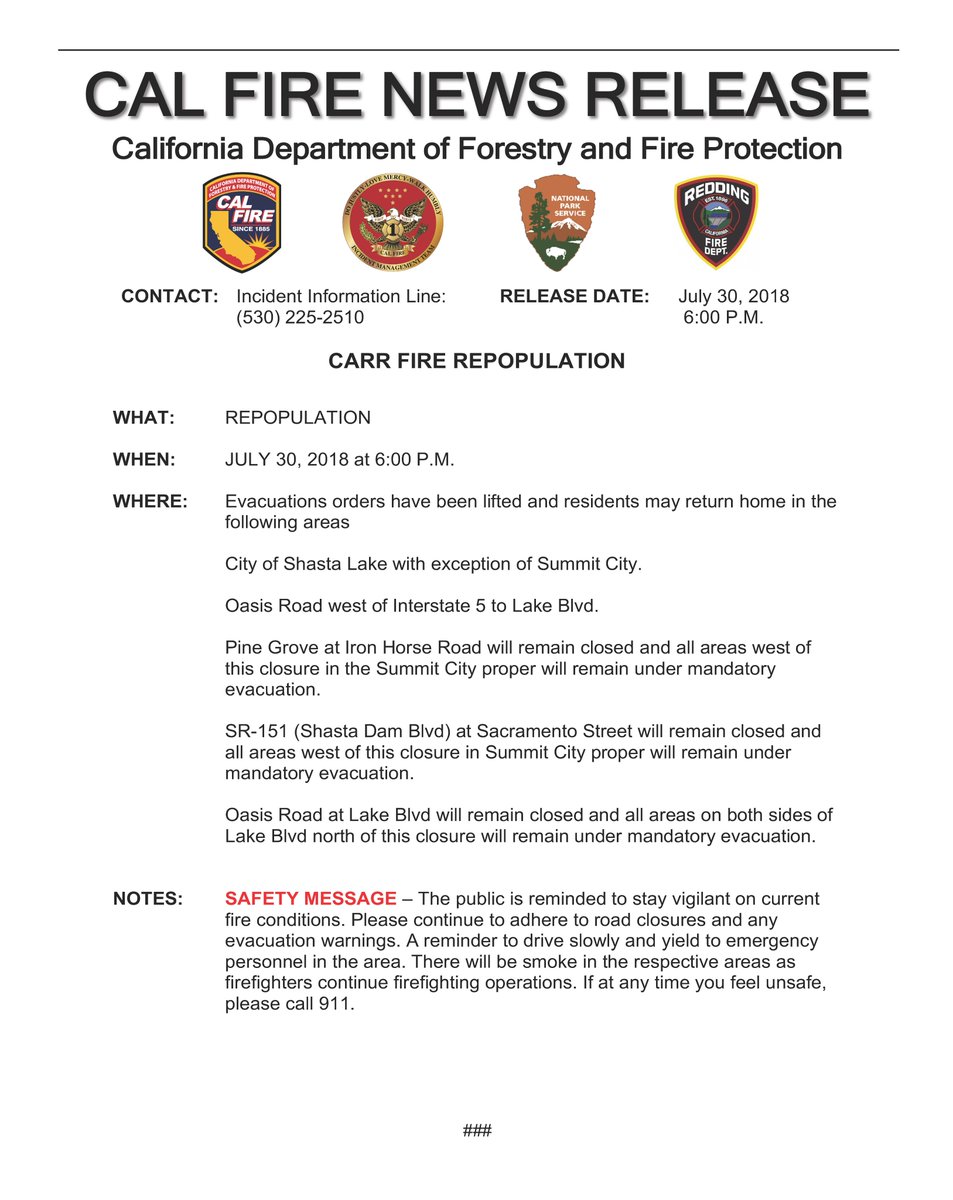 CAL FIRE NEWS RELEASE
California Department of Forestry and Fire Protection
CALIFORNIA DEPARTMENT OF
FORESTRY & FIRE PROTECTION
CAL
FIRE
SINCE 1885
DO JUSTLY-LOVE MERCY-WALK HUMBLY
1
CAL FIRE
INCIDENT MANAGEMENT TEAM
NATIONAL
PARK
SERVICE
REDDING
CALIFORNIA
FIRE
DEPT.
CONTACT: Incident Information Line: RELEASE DATE: July 30, 2018
(530) 225-2510 6:00 P.M.
CARR FIRE REPOPULATION
WHAT: REPOPULATION
WHEN: JULY 30, 2018 at 6:00 P.M.
WHERE: Evacuations orders have been lifted and residents may return home in the
following areas
City of Shasta Lake with exception of Summit City.
Oasis Road west of Interstate 5 to Lake Blvd.
Pine Grove at Iron Horse Road will remain closed and all areas west of
this closure in the Summit City proper will remain under mandatory
evacuation.
SR-151 (Shasta Dam Blvd) at Sacramento Street will remain closed and
all areas west of this closure in Summit City proper will remain under
mandatory evacuation.
Oasis Road at Lake Blvd will remain closed and all areas on both sides of
Lake Blvd north of this closure will remain under mandatory evacuation.
NOTES: SAFETY MESSAGE – The public is reminded to stay vigilant on current
fire conditions. Please continue to adhere to road closures and any
evacuation warnings. A reminder to drive slowly and yield to emergency
personnel in the area. There will be smoke in the respective areas as
firefighters continue firefighting operations. If at any time you feel unsafe,
please call 911.
###